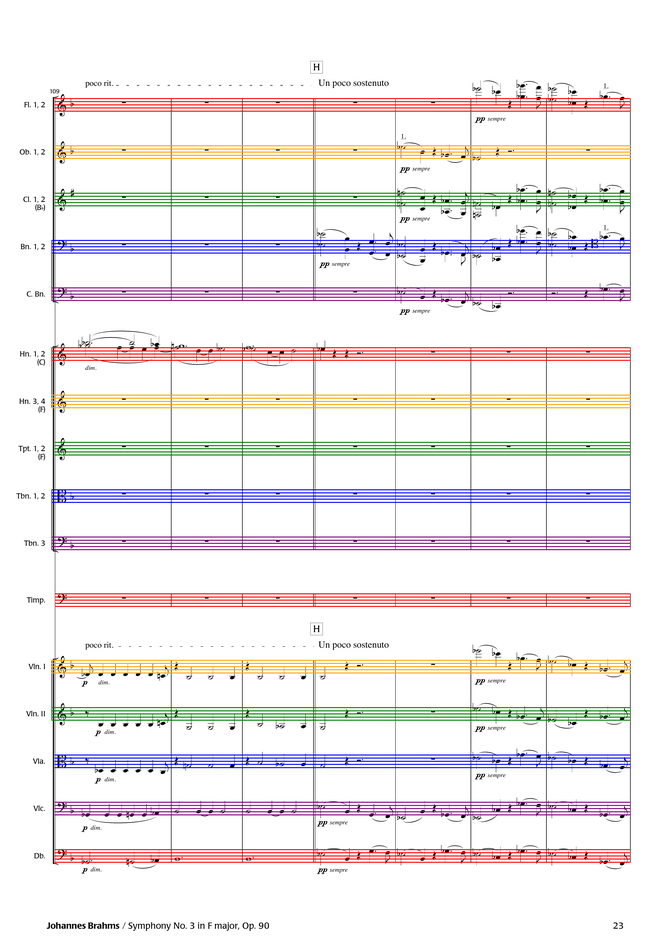 H
poco rit.
Un poco sostenuto
109
Fl. 1, 2
pp sempre
Ob. 1, 2
pp sempre
Cl. 1, 2
(B♭)
pp sempre
Bn. 1, 2
pp sempre
C. Bn.
pp sempre
Hn. 1, 2
(C)
dim.
Hn. 3, 4
(F)
Tpt. 1, 2
(F)
Tbn. 1, 2
Tbn. 3
Timp.
H
poco rit.
Un poco sostenuto
Vln. I
p dim.
pp sempre
Vln. II
p dim.
pp sempre
Vla.
p dim.
pp sempre
Vlc.
p dim.
pp sempre
Db.
p dim.
pp sempre
Johannes Brahms / Symphony No. 3 in F major, Op. 90 23